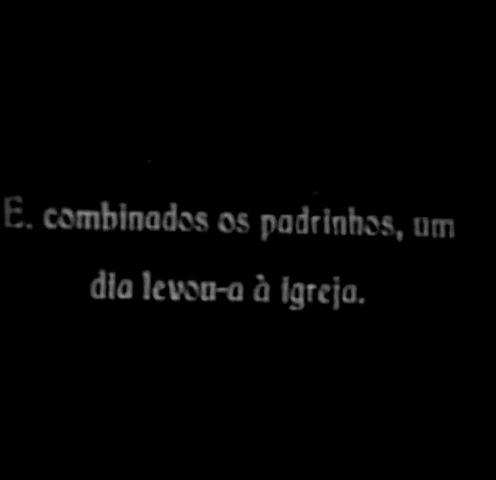 E. combinados os padrinhos, um
dia levou-a à igreja.